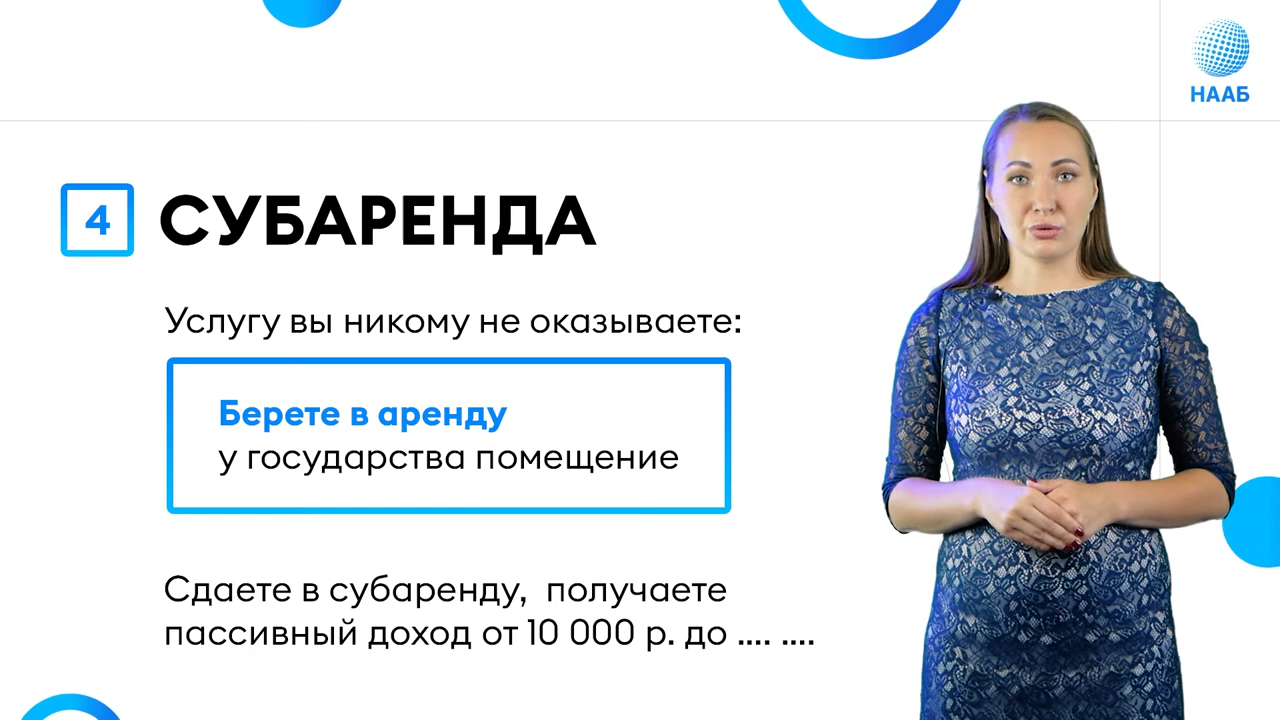 НААБ
4 СУБАРЕНДА
Услугу вы никому не оказываете:
Берете в аренду
у государства помещение
Сдаете в субаренду, получаете
пассивный доход от 10 000 р. до .... ....